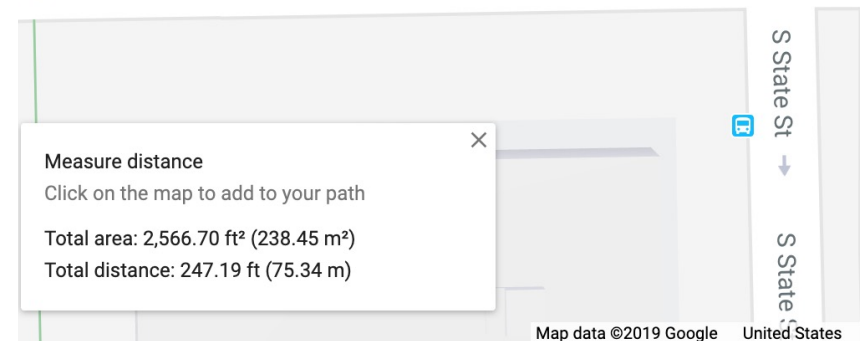 S State St
Measure distance
Click on the map to add to your path
Total area: 2,566.70 ft² (238.45 m²)
Total distance: 247.19 ft (75.34 m)
S State S
Map data ©2019 Google United States